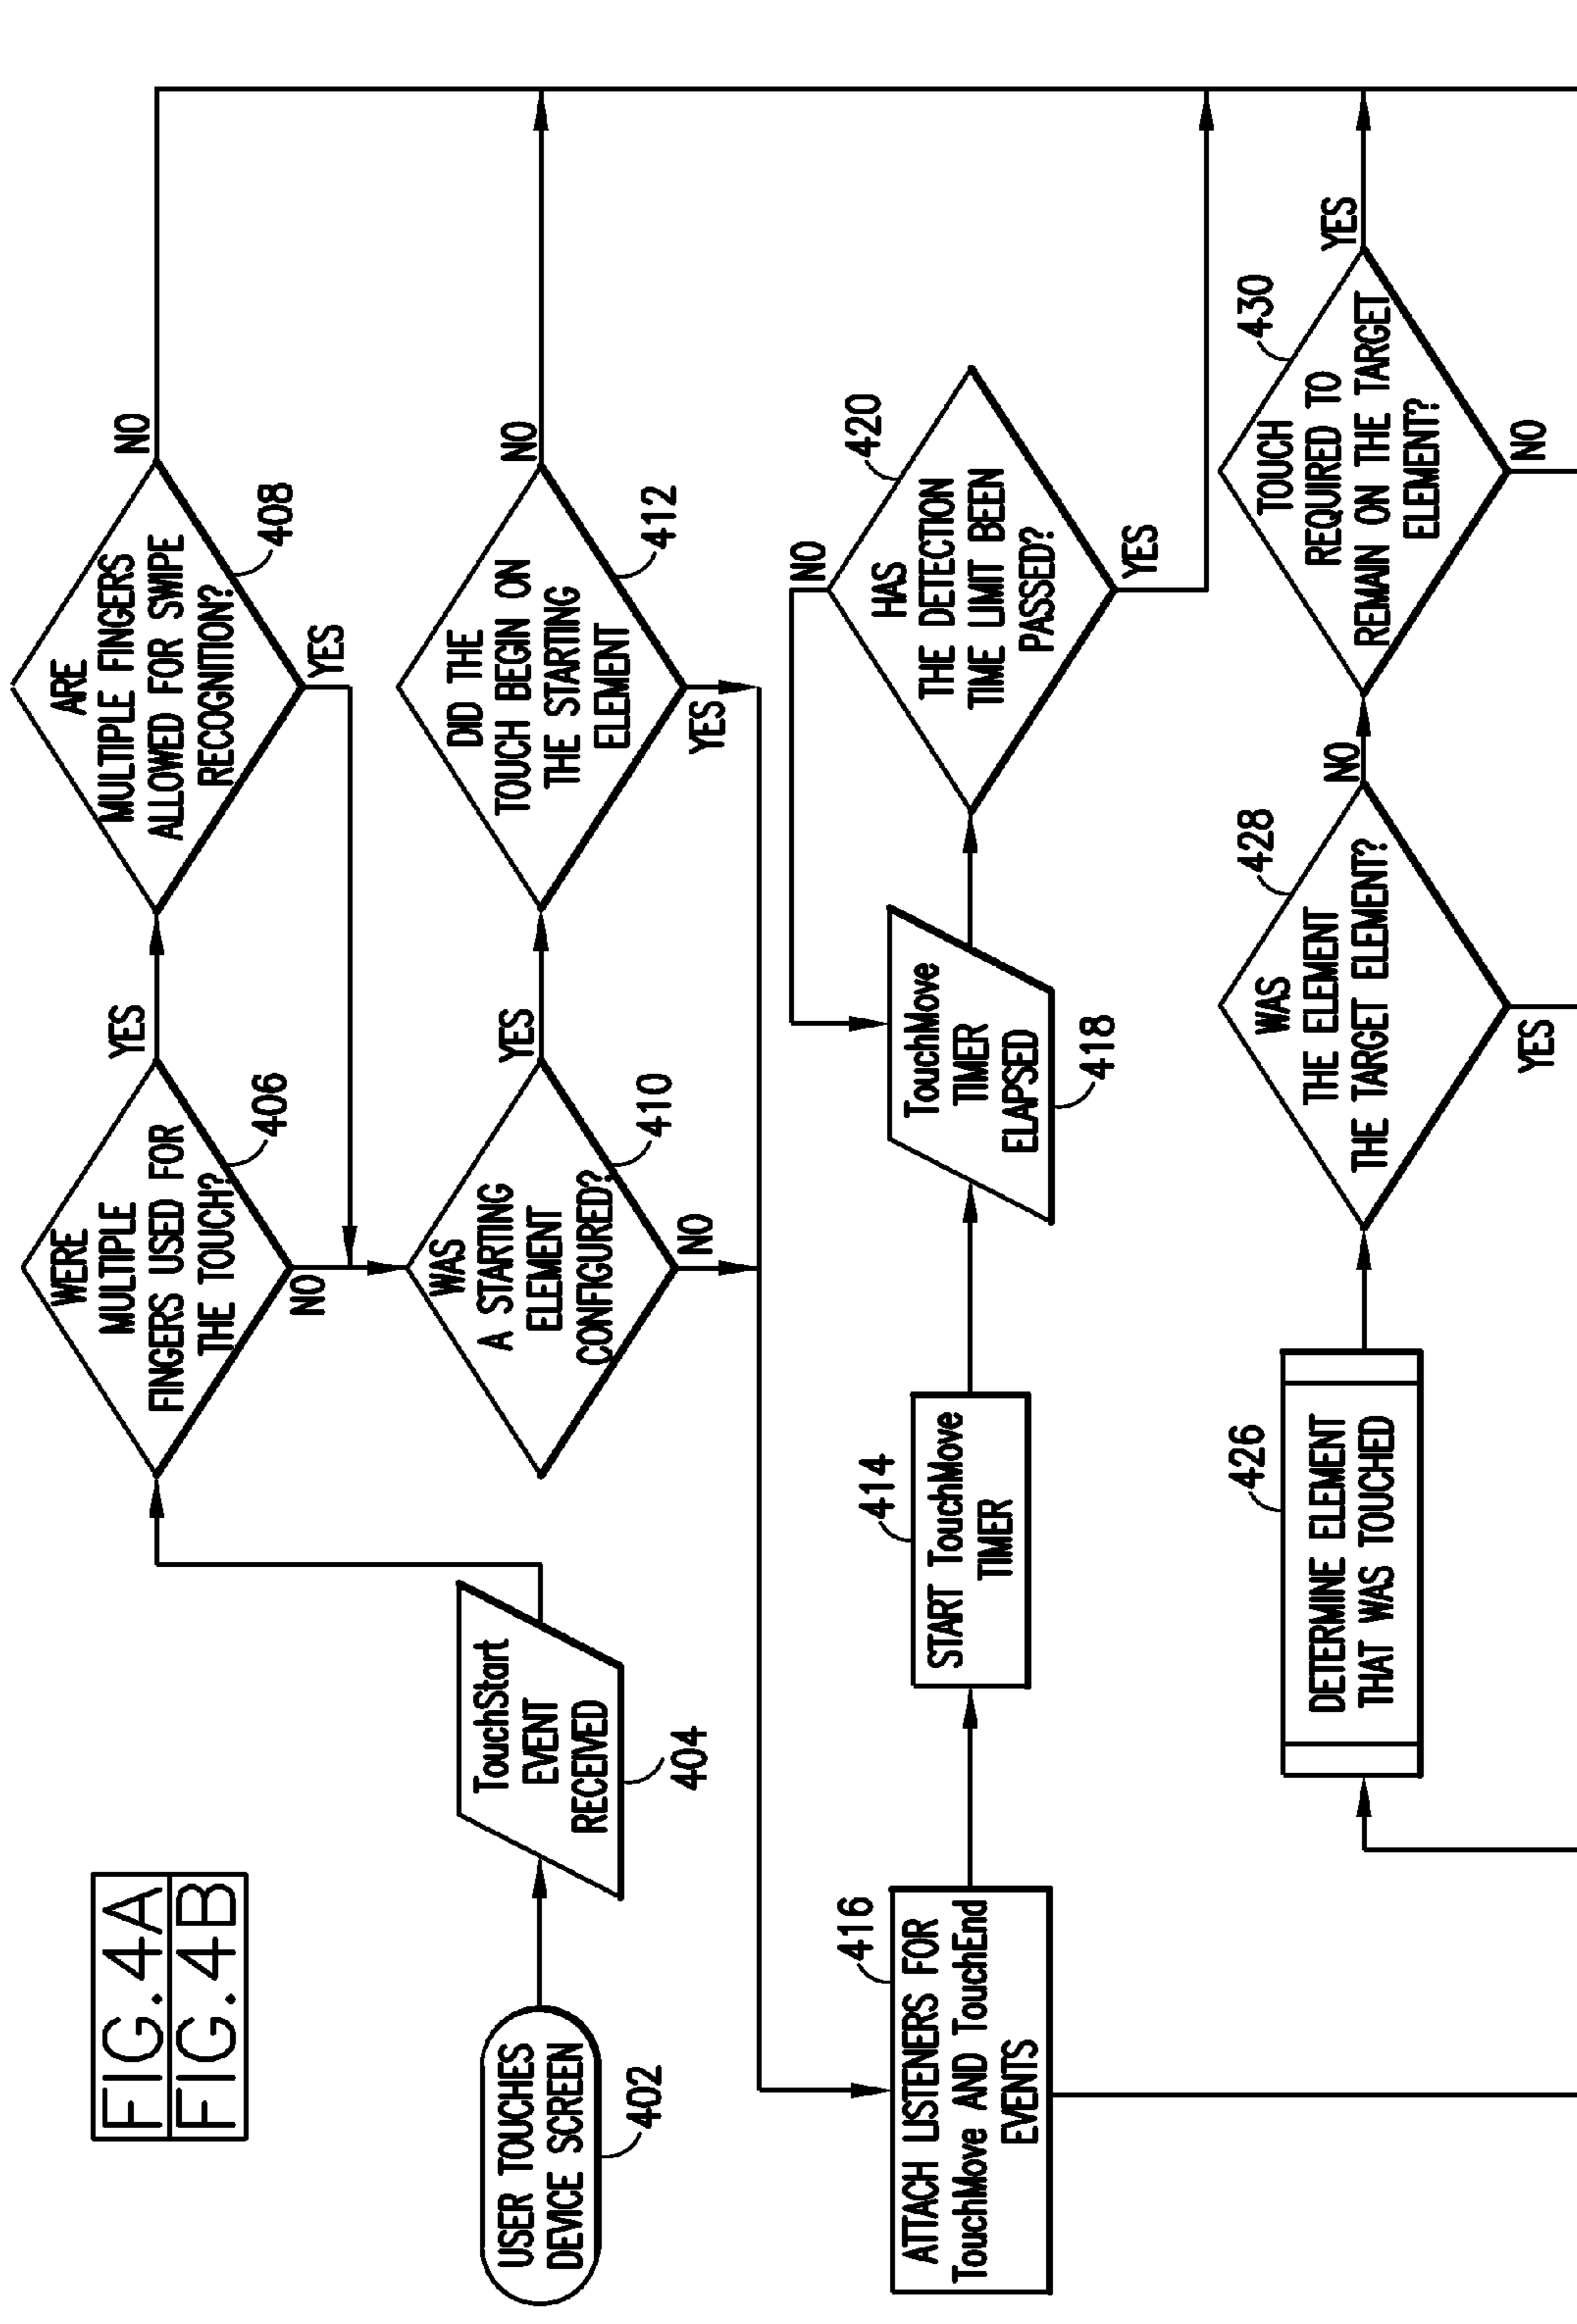 FIG.4A
FIG.4B
USER TOUCHES
DEVICE SCREEN
402
TouchStart
EVENT
RECEIVED
404
WERE
MULTIPLE
FINGERS USED FOR
THE TOUCH?
406
YES
NO
ARE
MULTIPLE FINGERS
ALLOWED FOR SWIPE
RECOGNITION?
408
NO
YES
WAS
A STARTING
ELEMENT
CONFIGURED?
410
YES
NO
DID THE
TOUCH BEGIN ON
THE STARTING
ELEMENT
412
NO
YES
ATTACH LISTENERS FOR
TouchMove AND TouchEnd
EVENTS
416
START TouchMove
TIMER
414
TouchMove
TIMER
ELAPSED
418
HAS
THE DETECTION
TIME LIMIT BEEN
PASSED?
420
NO
YES
DETERMINE ELEMENT
THAT WAS TOUCHED
426
WAS
THE ELEMENT
THE TARGET ELEMENT?
428
NO
YES
TOUCH
REQUIRED TO
REMAIN ON THE TARGET
ELEMENT?
430
YES
NO